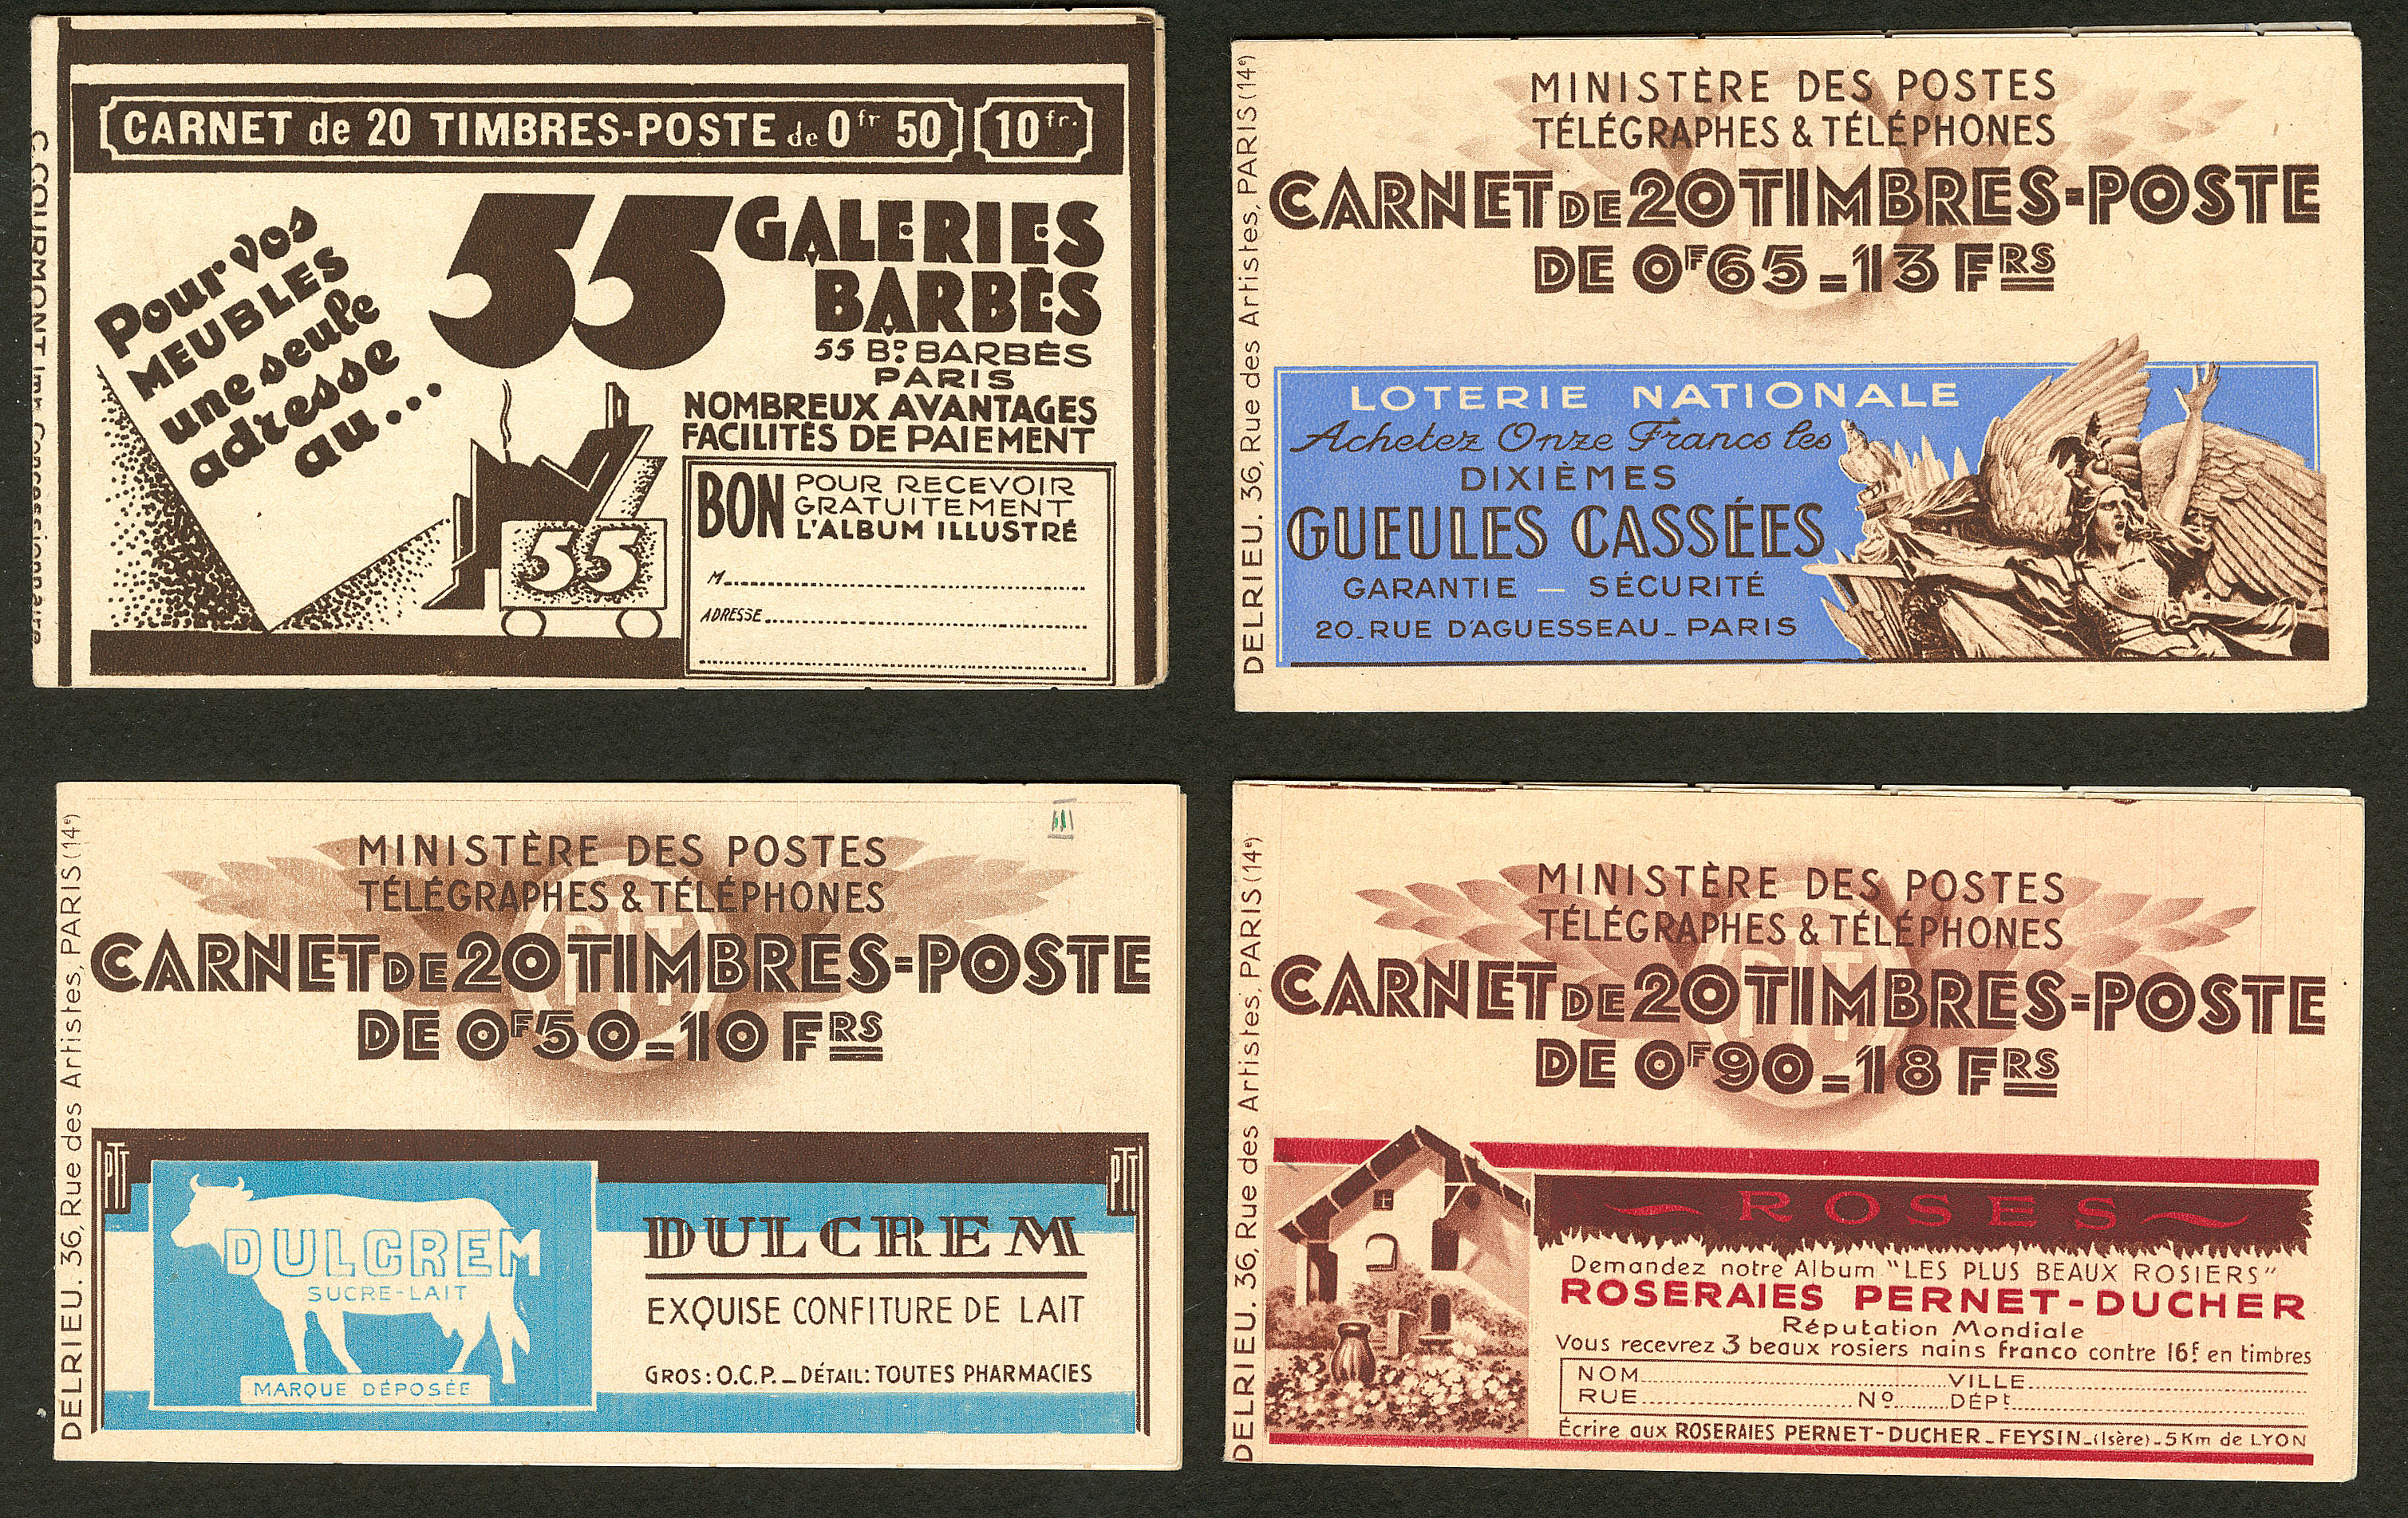 C. COURMONT Imp. Concessionnaire
CARNET de 20 TIMBRES-POSTE de 0fr 50 10fr.
Pour vos
MEUBLES
une seule
adresse
au...
55 GALERIES
BARBÈS
55 BD BARBÈS
PARIS
NOMBREUX AVANTAGES
FACILITÉS DE PAIEMENT
55
BON POUR RECEVOIR
GRATUITEMENT
L'ALBUM ILLUSTRÉ
M
ADRESSE
DELRIEU. 36, Rue des Artistes, PARIS (14e)
MINISTÈRE DES POSTES
TÉLÉGRAPHES & TÉLÉPHONES
CARNET DE 20 TIMBRES-POSTE
DE 0F65=13 FRS
LOTERIE NATIONALE
Achetez Onze Francs les
DIXIÈMES
GUEULES CASSÉES
GARANTIE – SÉCURITÉ
20_RUE D'AGUESSEAU_PARIS
DELRIEU. 36, Rue des Artistes, PARIS (14e)
MINISTÈRE DES POSTES
TÉLÉGRAPHES & TÉLÉPHONES
PTT
CARNET DE 20 TIMBRES-POSTE
DE 0F50=10 FRS
PTT
PTT
DULCREM
SUCRE-LAIT
MARQUE DÉPOSÉE
DULCREM
EXQUISE CONFITURE DE LAIT
GROS: O.C.P._DÉTAIL: TOUTES PHARMACIES
DELRIEU. 36, Rue des Artistes, PARIS (14e)
MINISTÈRE DES POSTES
TÉLÉGRAPHES & TÉLÉPHONES
PTT
CARNET DE 20 TIMBRES-POSTE
DE 0F90=18 FRS
ROSES
Demandez notre Album "LES PLUS BEAUX ROSIERS"
ROSERAIES PERNET-DUCHER
Réputation Mondiale
Vous recevrez 3 beaux rosiers nains franco contre 16f en timbres
NOM VILLE
RUE No DÉPt
Écrire aux ROSERAIES PERNET-DUCHER_FEYSIN_(Isère)_5 Km de LYON